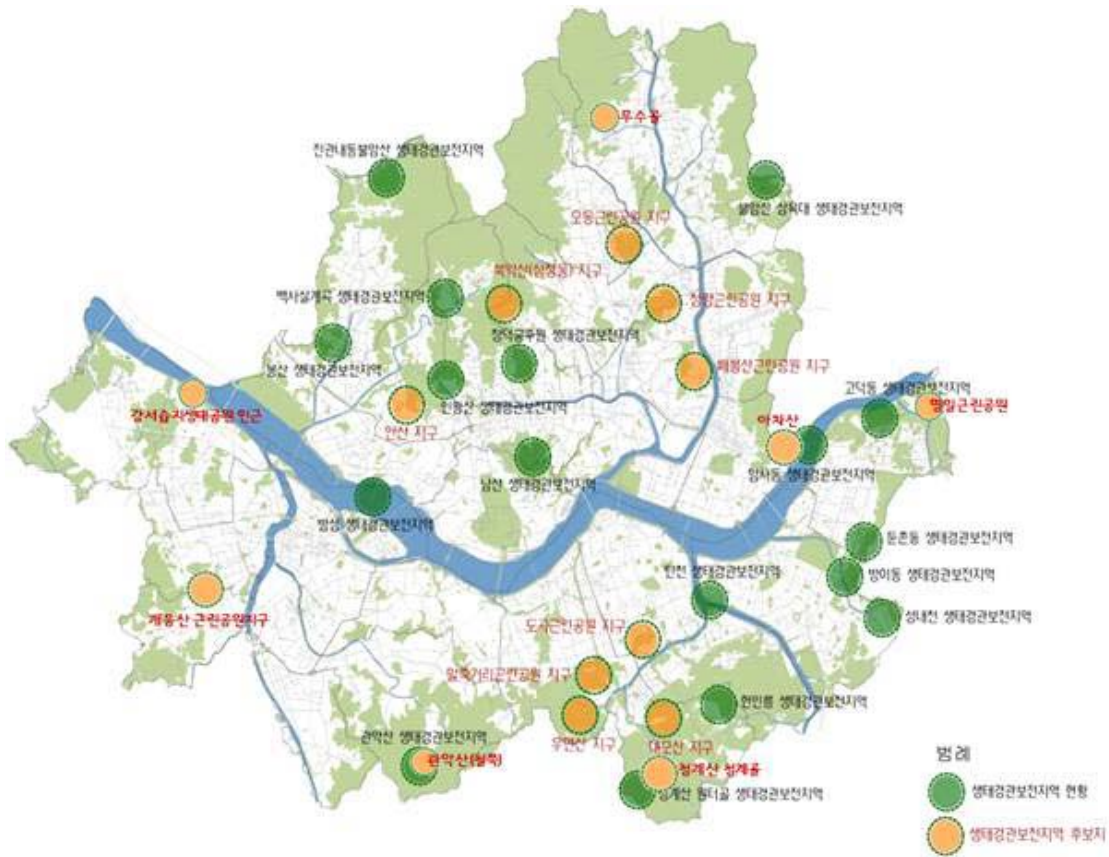 무수골
진관내동불암산 생태경관보전지역
불암산 삼육대 생태경관보전지역
오동근린공원 지구
북악산(삼청동) 지구
백사실계곡 생태경관보전지역
청량근린공원 지구
창덕궁후원 생태경관보전지역
봉산 생태경관보전지역
배봉산근린공원 지구
고덕동 생태경관보전지역
강서습지생태공원 인근
인왕산 생태경관보전지역
명일근린공원
안산 지구
아차산
암사동 생태경관보전지역
남산 생태경관보전지역
밤섬 생태경관보전지역
둔촌동 생태경관보전지역
탄천 생태경관보전지역
방이동 생태경관보전지역
개웅산 근린공원지구
성내천 생태경관보전지역
도곡근린공원 지구
말죽거리근린공원 지구
헌인릉 생태경관보전지역
관악산 생태경관보전지역
우면산 지구
대모산 지구
관악산(철쭉)
청계산 청계골
청계산 원터골 생태경관보전지역
범례
생태경관보전지역 현황
생태경관보전지역 후보지